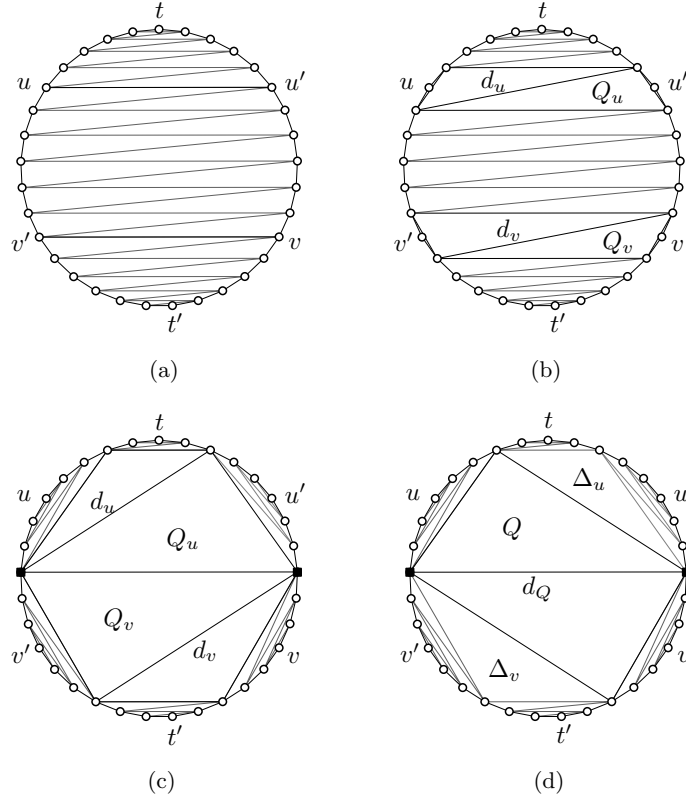 t
t
u
u'
u
d_u
Q_u
u'
v'
v
v'
d_v
Q_v
v
t'
t'
(a)
(b)
t
t
u
d_u
u'
u
Δ_u
u'
Q_u
Q
Q_v
d_Q
v'
d_v
v
v'
Δ_v
v
t'
t'
(c)
(d)